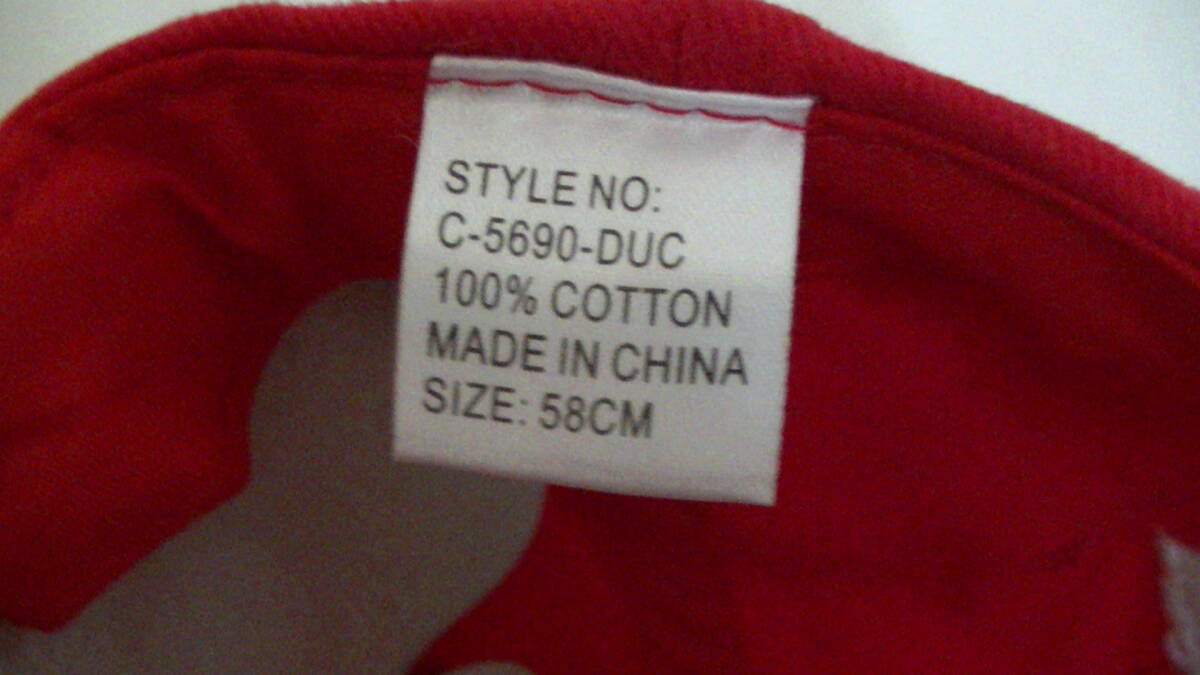 STYLE NO:
C-5690-DUC
100% COTTON
MADE IN CHINA
SIZE: 58CM